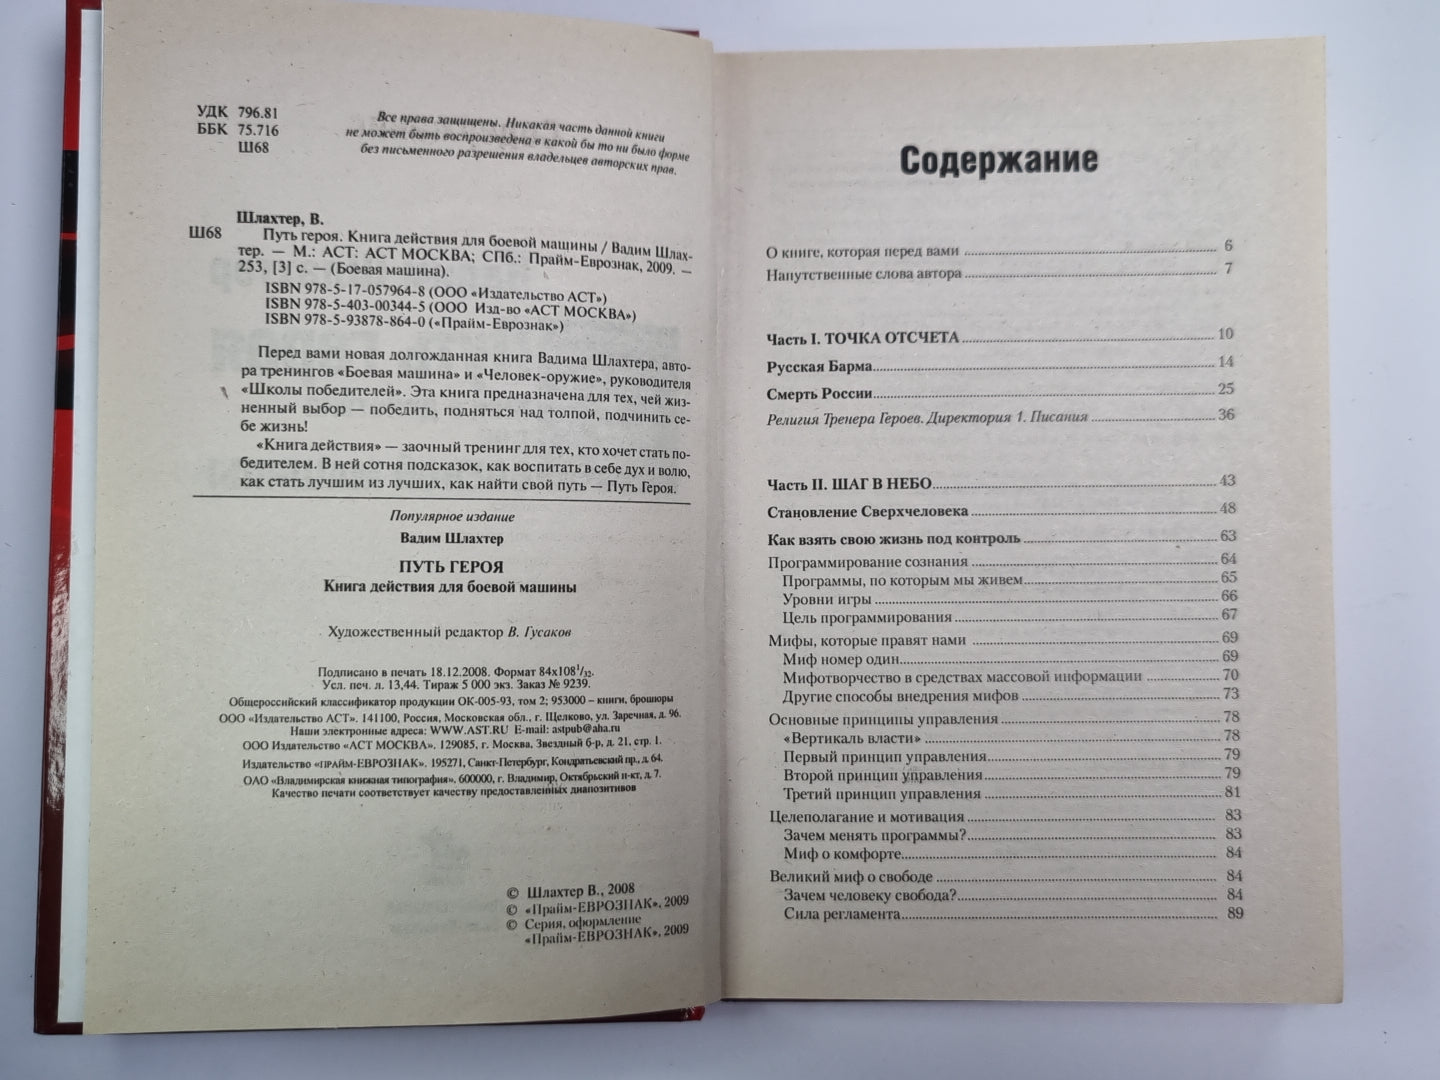 УДК 796.81
ББК 75.716
Ш68
Все права защищены. Никакая часть данной книги
не может быть воспроизведена в какой бы то ни было форме
без письменного разрешения владельцев авторских прав.
Шлахтер, В.
Ш68 Путь героя. Книга действия для боевой машины / Вадим Шлах-
тер. — М.: АСТ: АСТ МОСКВА; СПб.: Прайм-Еврознак, 2009. —
253, [3] с. — (Боевая машина).
ISBN 978-5-17-057964-8 (ООО «Издательство АСТ»)
ISBN 978-5-403-00344-5 (ООО Изд-во «АСТ МОСКВА»)
ISBN 978-5-93878-864-0 («Прайм-Еврознак»)
Перед вами новая долгожданная книга Вадима Шлахтера, авто-
ра тренингов «Боевая машина» и «Человек-оружие», руководителя
«Школы победителей». Эта книга предназначена для тех, чей жиз-
ненный выбор — победить, подняться над толпой, подчинить се-
бе жизнь!
«Книга действия» — заочный тренинг для тех, кто хочет стать по-
бедителем. В ней сотня подсказок, как воспитать в себе дух и волю,
как стать лучшим из лучших, как найти свой путь — Путь Героя.
Популярное издание
Вадим Шлахтер
ПУТЬ ГЕРОЯ
Книга действия для боевой машины
Художественный редактор В. Гусаков
Подписано в печать 18.12.2008. Формат 84х108 1/32.
Усл. печ. л. 13,44. Тираж 5 000 экз. Заказ № 9239.
Общероссийский классификатор продукции ОК-005-93, том 2; 953000 – книги, брошюры
ООО «Издательство АСТ». 141100, Россия, Московская обл., г. Щелково, ул. Заречная, д. 96.
Наши электронные адреса: WWW.AST.RU E-mail: astpub@aha.ru
ООО Издательство «АСТ МОСКВА». 129085, г. Москва, Звездный б-р, д. 21, стр. 1.
Издательство «ПРАЙМ-ЕВРОЗНАК». 195271, Санкт-Петербург, Кондратьевский пр., д. 64.
ОАО «Владимирская книжная типография». 600000, г. Владимир, Октябрьский п-кт, д. 7.
Качество печати соответствует качеству предоставленных диапозитивов
© Шлахтер В., 2008
© «Прайм-ЕВРОЗНАК», 2009
© Серия, оформление
«Прайм-ЕВРОЗНАК», 2009
Содержание
О книге, которая перед вами 6
Напутственные слова автора 7
Часть I. ТОЧКА ОТСЧЕТА 10
Русская Барма 14
Смерть России 25
Религия Тренера Героев. Директория 1. Писания 36
Часть II. ШАГ В НЕБО 43
Становление Сверхчеловека 48
Как взять свою жизнь под контроль 63
Программирование сознания 64
Программы, по которым мы живем 65
Уровни игры 66
Цель программирования 67
Мифы, которые правят нами 69
Миф номер один 69
Мифотворчество в средствах массовой информации 70
Другие способы внедрения мифов 73
Основные принципы управления 78
«Вертикаль власти» 78
Первый принцип управления 79
Второй принцип управления 79
Третий принцип управления 81
Целеполагание и мотивация 83
Зачем менять программы? 83
Миф о комфорте 84
Великий миф о свободе 84
Зачем человеку свобода? 84
Сила регламента 89